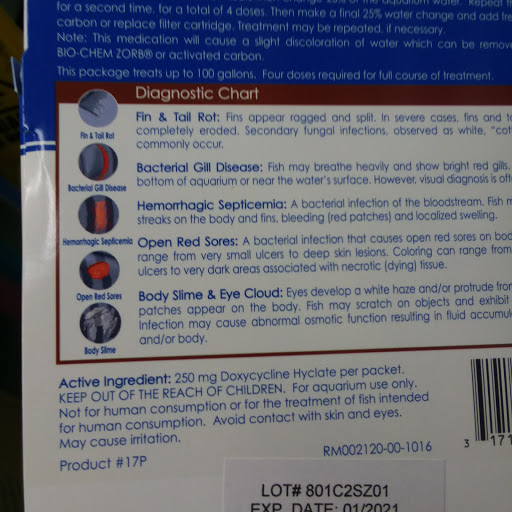 for a second time, for a total of 4 doses. Then make a final 25% water change and add
carbon or replace filter cartridge. Treatment may be repeated, if necessary.
Note: This medication will cause a slight discoloration of water which can be
BIO-CHEM ZORB® or activated carbon.
This package treats up to 100 gallons. Four doses required for full course of treatment.
Diagnostic Chart
Fin & Tail Rot: Fins appear ragged and split. In severe cases, fins and
completely eroded. Secondary fungal infections, observed as white,
commonly occur.
Fin & Tail Rot
Bacterial Gill Disease: Fish may breathe heavily and show bright red gills.
bottom of aquarium or near the water's surface. However, visual diagnosis is
Bacterial Gill Disease
Hemorrhagic Septicemia: A bacterial infection of the bloodstream. Fish
streaks on the body and fins, bleeding (red patches) and localized swelling.
Hemorrhagic Septicemia
Open Red Sores: A bacterial infection that causes open red sores on
range from very small ulcers to deep skin lesions. Coloring can range from
ulcers to very dark areas associated with necrotic (dying) tissue.
Open Red Sores
Body Slime & Eye Cloud: Eyes develop a white haze and/or protrude
patches appear on the body. Fish may scratch on objects and exhibit
Infection may cause abnormal osmotic function resulting in fluid
and/or body.
Body Slime
Active Ingredient: 250 mg Doxycycline Hyclate per packet.
KEEP OUT OF THE REACH OF CHILDREN. For aquarium use only.
Not for human consumption or for the treatment of fish intended
for human consumption. Avoid contact with skin and eyes.
May cause irritation.
RM002120-00-1016
Product #17P
3 171
LOT# 801C2SZ01
EXP. DATE: 01/2021